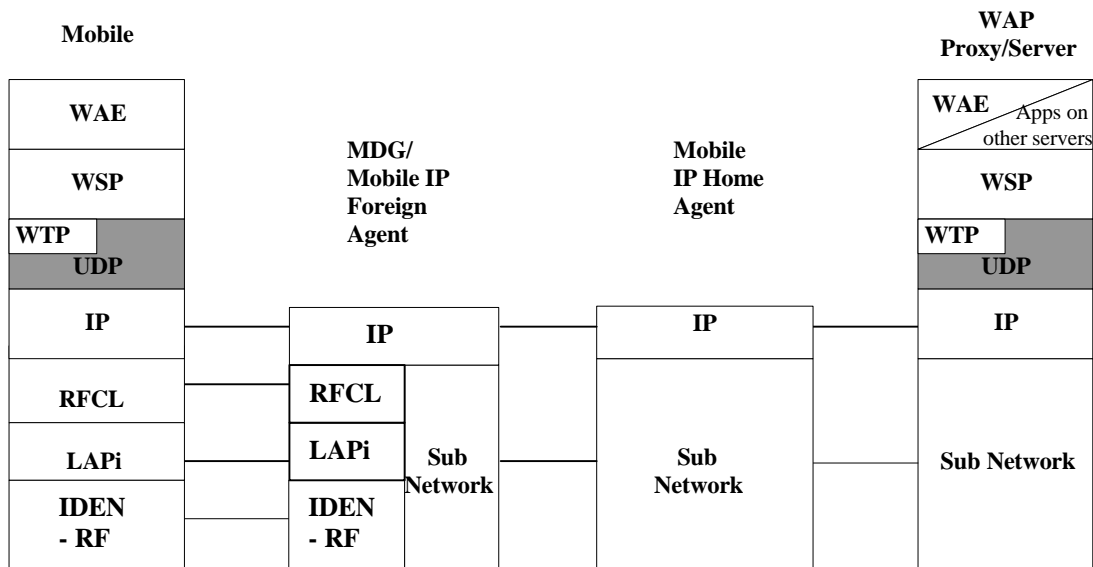 Mobile
WAE
WSP
WTP
UDP
IP
RFCL
LAPi
IDEN
- RF
MDG/
Mobile IP
Foreign
Agent
IP
RFCL
LAPi
IDEN
- RF
Sub
Network
Mobile
IP Home
Agent
IP
Sub
Network
WAP
Proxy/Server
WAE
Apps on
other servers
WSP
WTP
UDP
IP
Sub Network